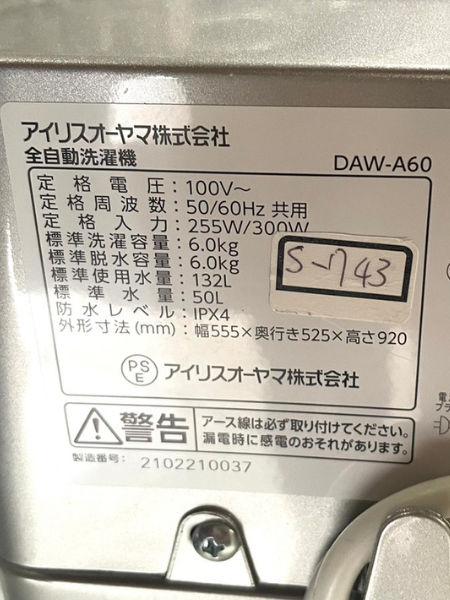 アイリスオーヤマ株式会社
全自動洗濯機 DAW-A60
定格電圧：100V～
定格周波数：50/60Hz 共用
定格入力：255W/300W
標準洗濯容量：6.0kg
標準脱水容量：6.0kg
標準使用水量：132L
標準水量：50L
防水レベル：IPX4
外形寸法(mm)：幅555×奥行き525×高さ920
S-743
PS
E
アイリスオーヤマ株式会社
警告
アース線は必ず取り付けてください。
漏電時に感電のおそれがあります。
製造番号： 2102210037